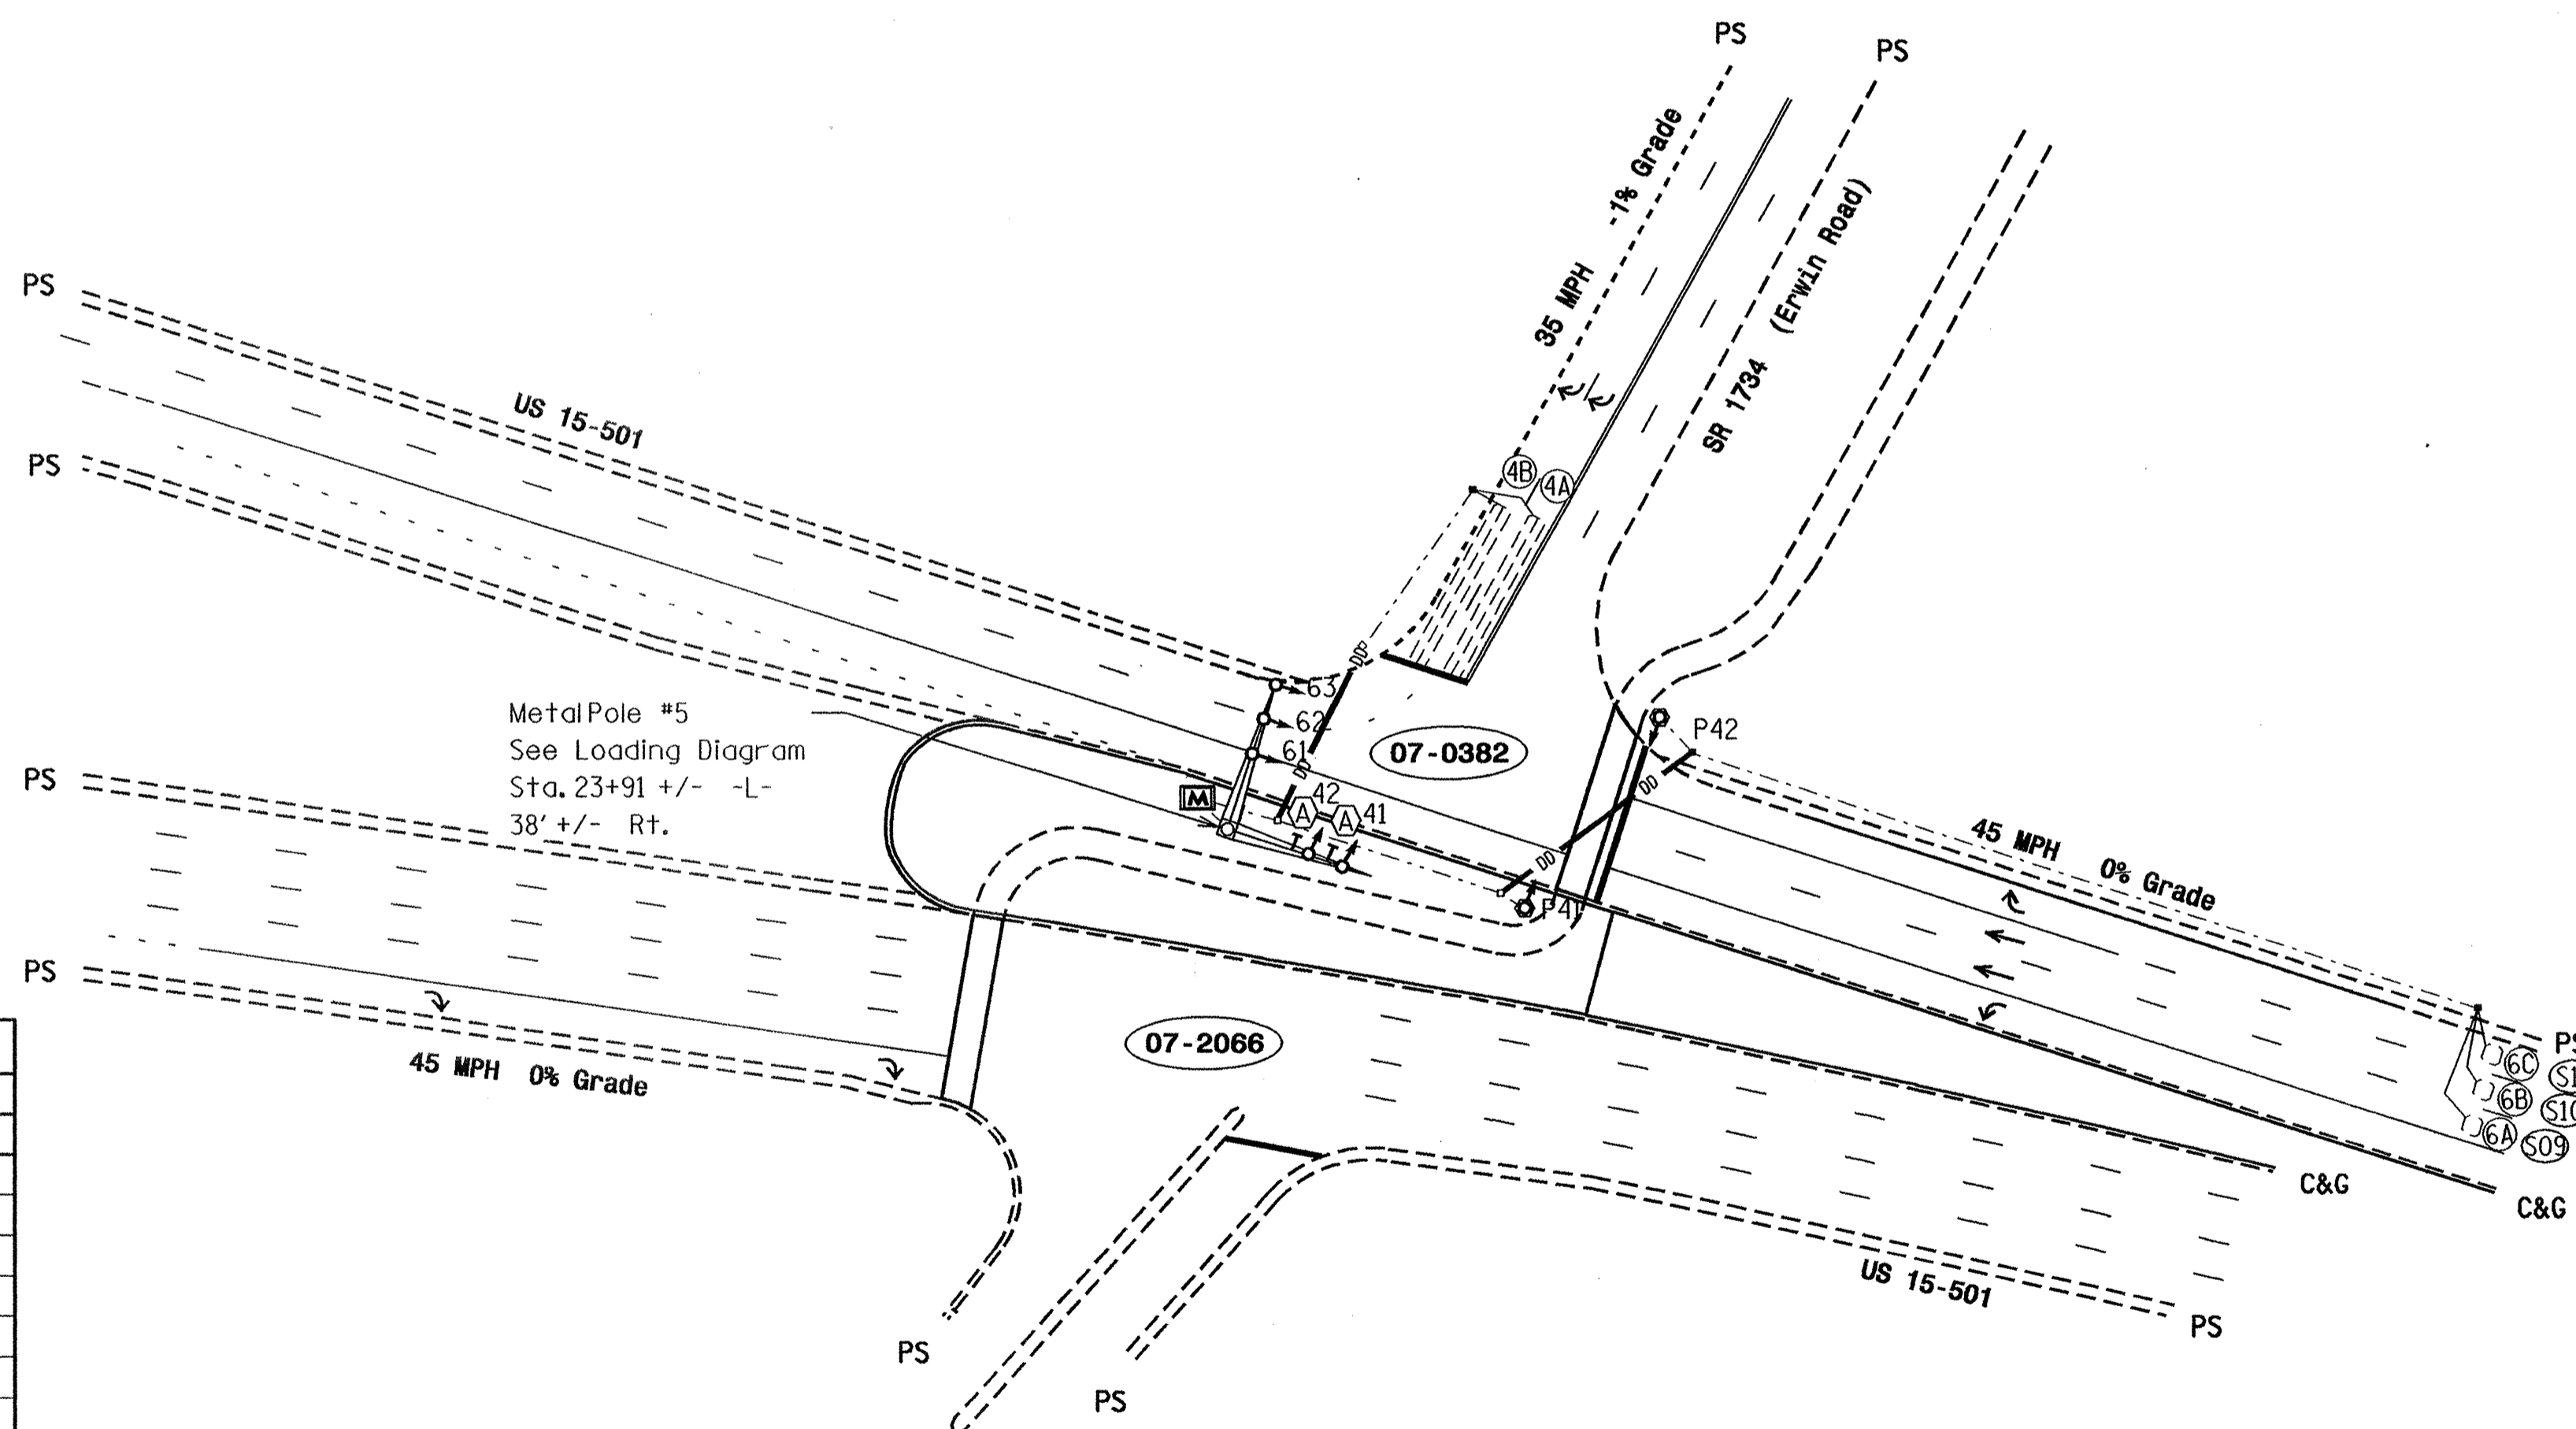 PS
PS
35 MPH -1% Grade
SR 1734 (Erwin Road)
PS
US 15-501
PS
4B
4A
63
62
61
07-0382
P42
Metal Pole #5
See Loading Diagram
Sta. 23+91 +/- -L-
38' +/- Rt.
PS
M
42
41
A
A
P41
DD
DD
45 MPH 0% Grade
PS
45 MPH 0% Grade
07-2066
6C
6B
6A
S09
C&G
C&G
US 15-501
PS
PS
PS